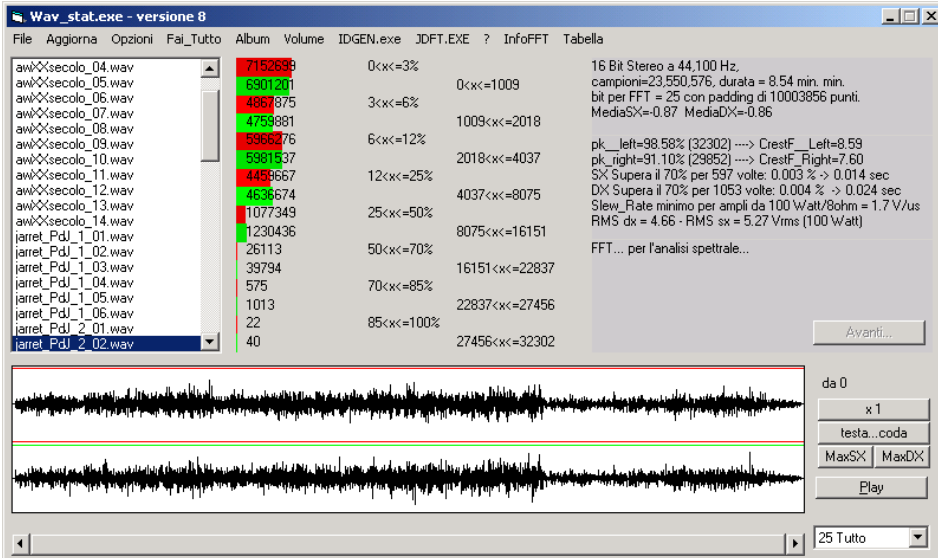 Wav_stat.exe - versione 8
File Aggiorna Opzioni Fai_Tutto Album Volume IDGEN.exe JDFT.EXE ? InfoFFT Tabella
awXXsecolo_04.wav
awXXsecolo_05.wav
awXXsecolo_06.wav
awXXsecolo_07.wav
awXXsecolo_08.wav
awXXsecolo_09.wav
awXXsecolo_10.wav
awXXsecolo_11.wav
awXXsecolo_12.wav
awXXsecolo_13.wav
awXXsecolo_14.wav
jarret_PdJ_1_01.wav
jarret_PdJ_1_02.wav
jarret_PdJ_1_03.wav
jarret_PdJ_1_04.wav
jarret_PdJ_1_05.wav
jarret_PdJ_1_06.wav
jarret_PdJ_2_01.wav
jarret_PdJ_2_02.wav
7152699 0<x<=3%
6901201 0<x<=1009
4867875 3<x<=6%
4759881 1009<x<=2018
5966276 6<x<=12%
5981537 2018<x<=4037
4459667 12<x<=25%
4636674 4037<x<=8075
1077349 25<x<=50%
1230436 8075<x<=16151
26113 50<x<=70%
39794 16151<x<=22837
575 70<x<=85%
1013 22837<x<=27456
22 85<x<=100%
40 27456<x<=32302
16 Bit Stereo a 44,100 Hz,
campioni=23,550,576, durata = 8.54 min. min.
bit per FFT = 25 con padding di 10003856 punti.
MediaSX=-0.87 MediaDX=-0.86
pk__left=98.58% (32302) ----> CrestF__Left=8.59
pk_right=91.10% (29852) ----> CrestF_Right=7.60
SX Supera il 70% per 597 volte: 0.003 % -> 0.014 sec
DX Supera il 70% per 1053 volte: 0.004 % -> 0.024 sec
Slew_Rate minimo per ampli da 100 Watt/8ohm = 1.7 V/us
RMS dx = 4.66 - RMS sx = 5.27 Vrms (100 Watt)
FFT... per l'analisi spettrale...
Avanti...
da 0
x 1
testa...coda
MaxSX MaxDX
Play
25 Tutto